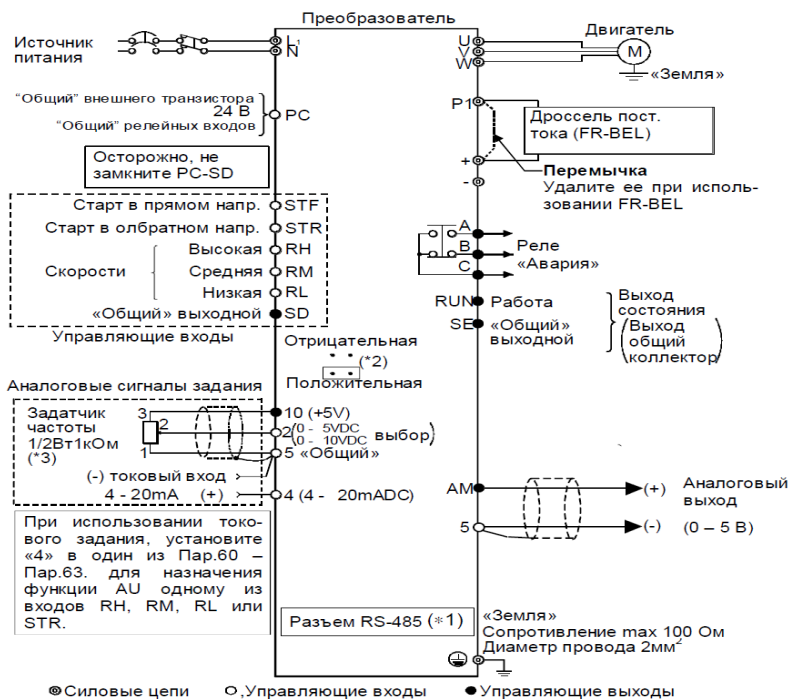 Преобразователь
Источник
питания
L1
N
U
V
W
Двигатель
M
«Земля»
"Общий" внешнего транзистора
24 В
"Общий" релейных входов
PC
Осторожно, не
замкните PC-SD
P1
Дроссель пост.
тока (FR-BEL)
+
-
Перемычка
Удалите ее при исполь-
зовании FR-BEL
Старт в прямом напр.
STF
Старт в олбратном напр.
STR
Скорости
Высокая
RH
Средняя
RM
Низкая
RL
«Общий» выходной
SD
Управляющие входы
A
B
C
Реле
«Авария»
RUN
Работа
SE
«Общий»
выходной
Выход
состояния
(Выход
общий
коллектор)
Отрицательная
(*2)
Положительная
Аналоговые сигналы задания
Задатчик
частоты
1/2Вт1кОм
(*3)
3
2
1
10 (+5V)
2
(0 - 5VDC
0 - 10VDC выбор)
5 «Общий»
(-) токовый вход
4 - 20mA (+)
4 (4 - 20mADC)
AM
5
(+)
(-)
Аналоговый
выход
(0 – 5 В)
При использовании токо-
вого задания, установите
«4» в один из Пар.60 –
Пар.63. для назначения
функции AU одному из
входов RH, RM, RL или
STR.
Разъем RS-485 (*1)
«Земля»
Сопротивление max 100 Ом
Диаметр провода 2мм²
Силовые цепи
,Управляющие входы
Управляющие выходы